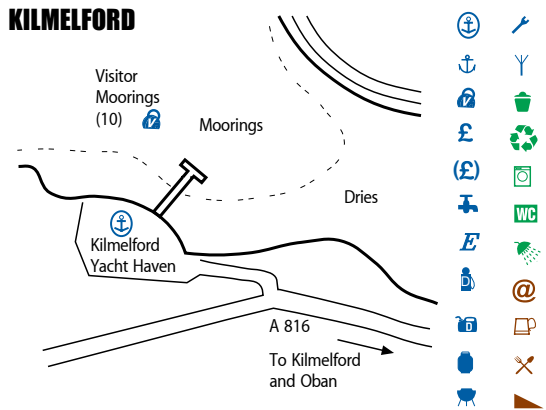 KILMELFORD
Visitor
Moorings
(10)
V
Moorings
Dries
Kilmelford
Yacht Haven
A 816
To Kilmelford
and Oban
V
£
(£)
WC
E
D
@
D